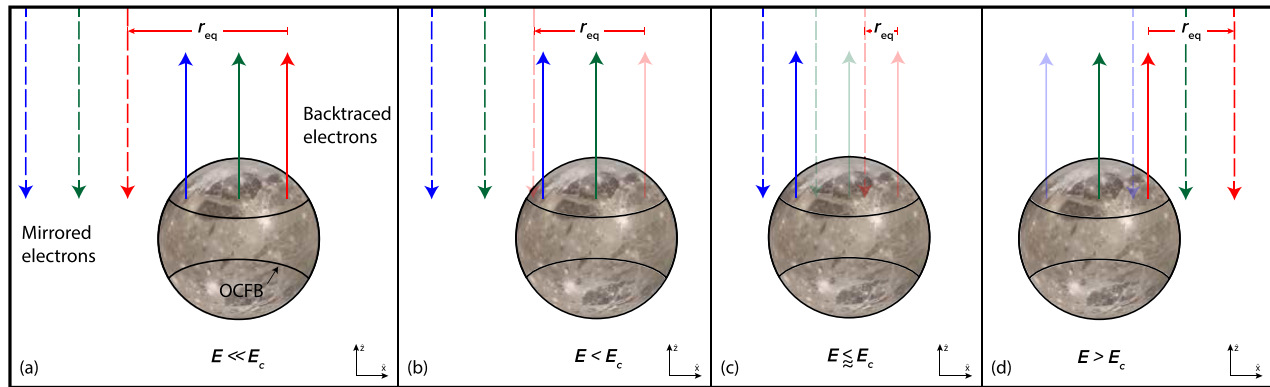 r_eq
r_eq
r_eq
r_eq
Backtraced
electrons
Mirrored
electrons
OCFB
(a)
E ≪ E_c
ẑ
x̂
(b)
E < E_c
ẑ
x̂
(c)
E ⪅ E_c
ẑ
x̂
(d)
E > E_c
ẑ
x̂